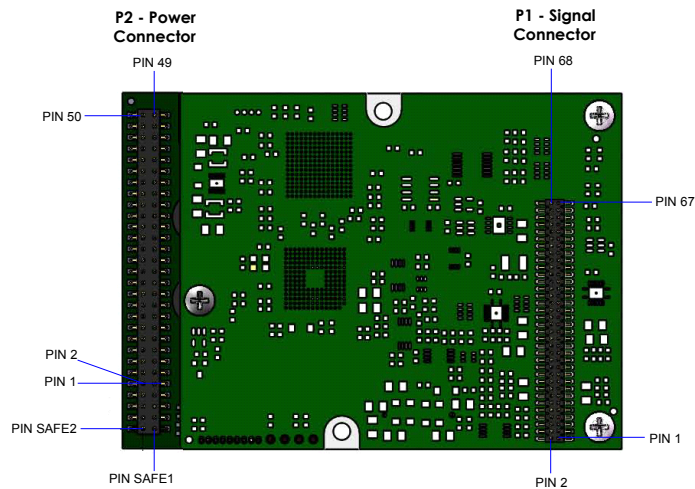 P2 - Power
Connector
P1 - Signal
Connector
PIN 49
PIN 68
PIN 50
PIN 67
PIN 2
PIN 1
PIN SAFE2
PIN 1
PIN SAFE1
PIN 2